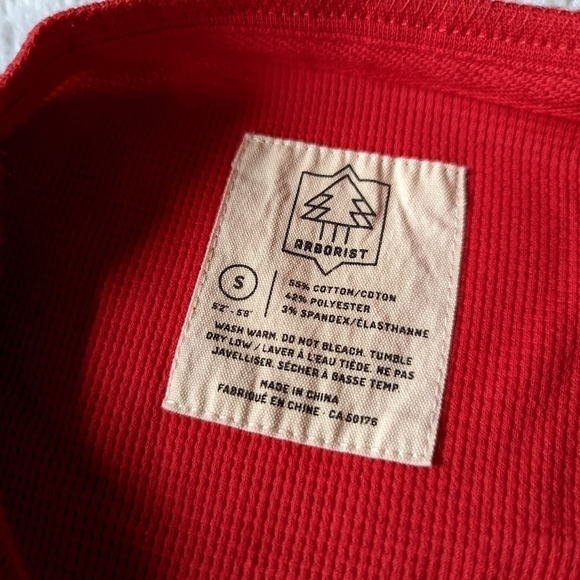 ARBORIST
S
5'2" - 5'8"
55% COTTON/COTON
42% POLYESTER
3% SPANDEX/ÉLASTHANNE
WASH WARM. DO NOT BLEACH. TUMBLE
DRY LOW / LAVER À L'EAU TIÈDE. NE PAS
JAVELLISER. SÉCHER À BASSE TEMP.
MADE IN CHINA
FABRIQUÉ EN CHINE · CA 50176